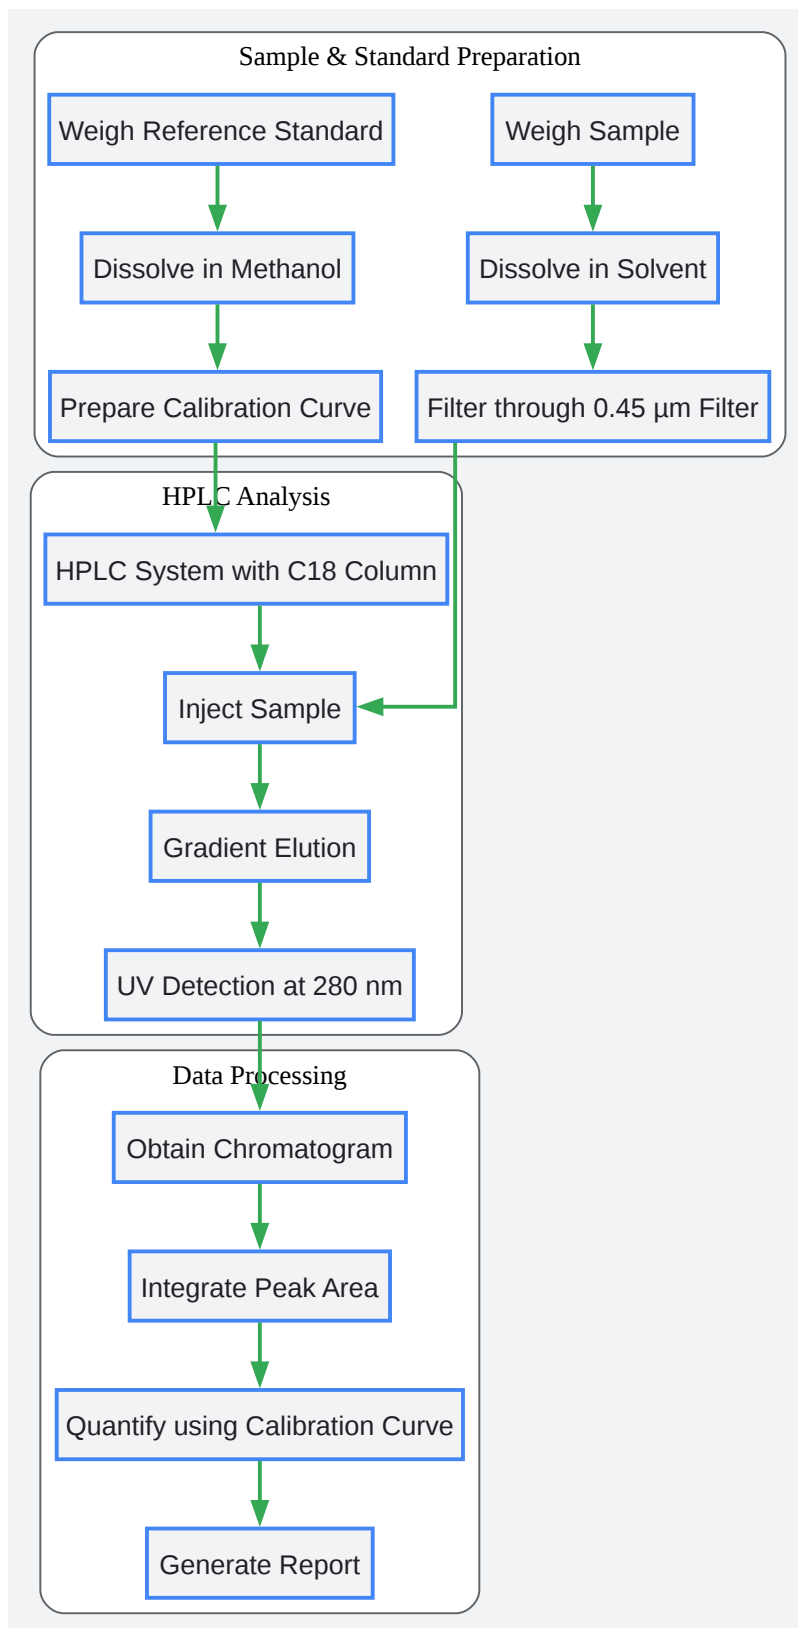 Sample & Standard Preparation
Weigh Reference Standard
Weigh Sample
Dissolve in Methanol
Dissolve in Solvent
Prepare Calibration Curve
Filter through 0.45 µm Filter
HPLC Analysis
HPLC System with C18 Column
Inject Sample
Gradient Elution
UV Detection at 280 nm
Data Processing
Obtain Chromatogram
Integrate Peak Area
Quantify using Calibration Curve
Generate Report